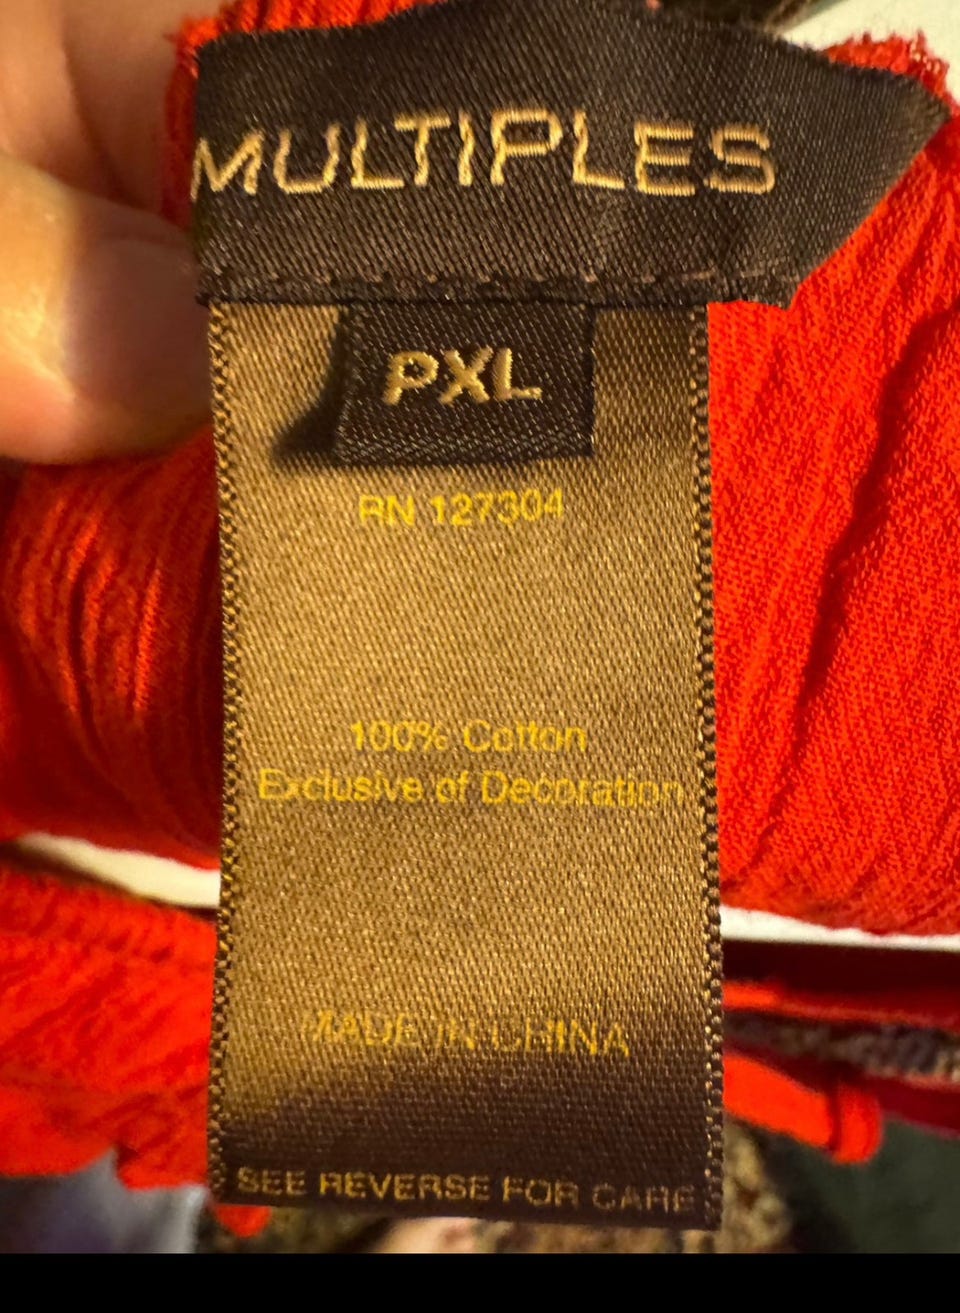 MULTIPLES
PXL
RN 127304
100% Cotton
Exclusive of Decoration
MADE IN CHINA
SEE REVERSE FOR CARE